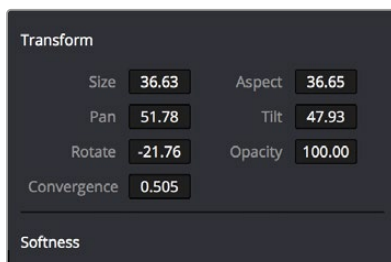 Transform
Size 36.63 Aspect 36.65
Pan 51.78 Tilt 47.93
Rotate -21.76 Opacity 100.00
Convergence 0.505
Softness